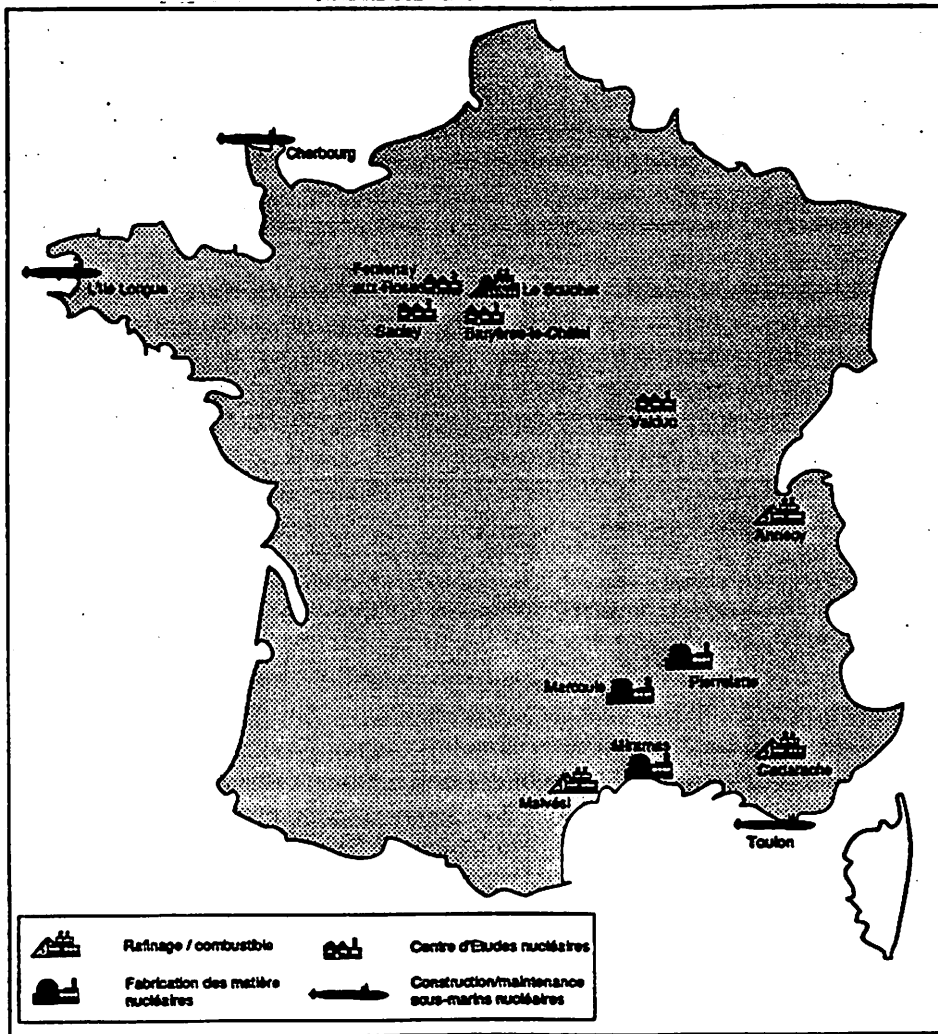 Cherbourg
L'Ile Longue
Fontenay
aux Roses
Le Bouchet
Saclay
Bruyères-le-Châtel
Valduc
Annecy
Pierrelatte
Marcoule
Miramas
Cadarache
Malvési
Toulon
Rafinage / combustible
Centre d'Etudes nucléaires
Fabrication des matière
nucléaires
Construction/maintenance
sous-marins nucléaires